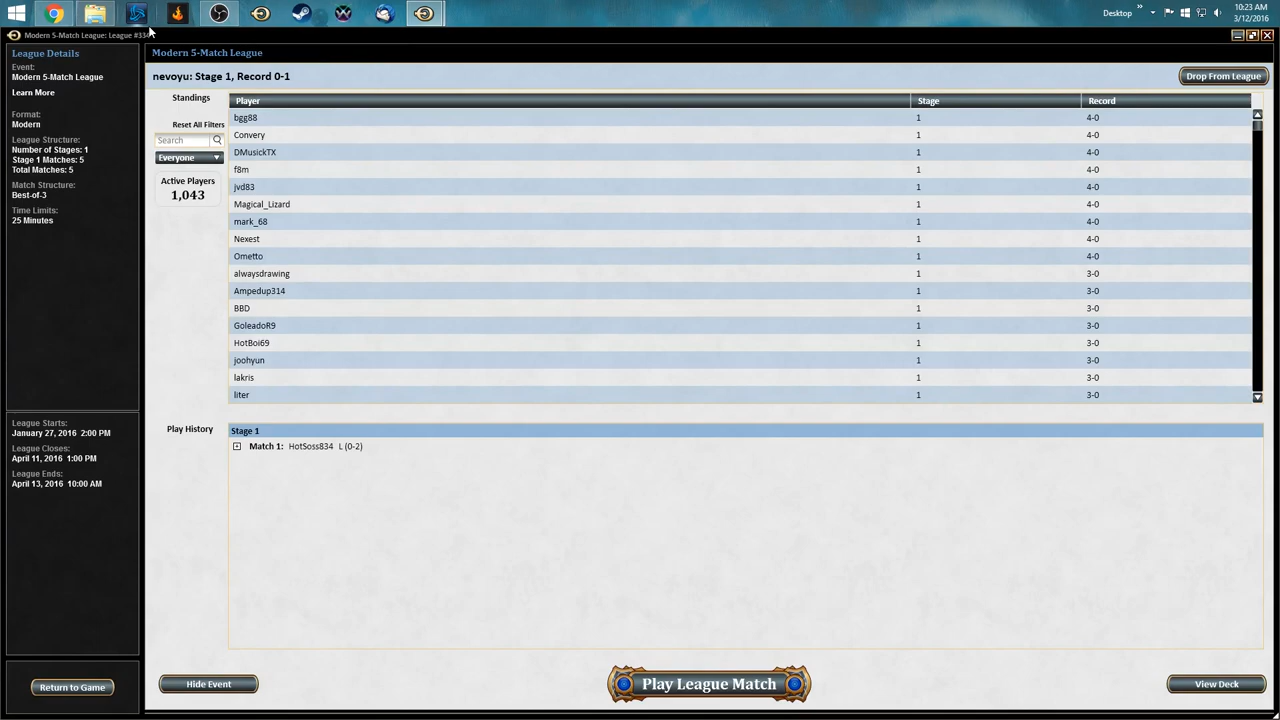 Desktop
10:23 AM
3/12/2016
Modern 5-Match League: League #334
League Details
Event:
Modern 5-Match League
Learn More
Format:
Modern
League Structure:
Number of Stages: 1
Stage 1 Matches: 5
Total Matches: 5
Match Structure:
Best-of-3
Time Limits:
25 Minutes
League Starts:
January 27, 2016 2:00 PM
League Closes:
April 11, 2016 1:00 PM
League Ends:
April 13, 2016 10:00 AM
Return to Game
Modern 5-Match League
nevoyu: Stage 1, Record 0-1
Drop From League
Standings
Reset All Filters
Search
Everyone
Active Players
1,043
Player Stage Record
bgg88 1 4-0
Convery 1 4-0
DMusickTX 1 4-0
f8m 1 4-0
jvd83 1 4-0
Magical_Lizard 1 4-0
mark_68 1 4-0
Nexest 1 4-0
Ometto 1 4-0
alwaysdrawing 1 3-0
Ampedup314 1 3-0
BBD 1 3-0
GoleadoR9 1 3-0
HotBoi69 1 3-0
joohyun 1 3-0
lakris 1 3-0
liter 1 3-0
Play History
Stage 1
Match 1: HotSoss834 L (0-2)
Hide Event
Play League Match
View Deck